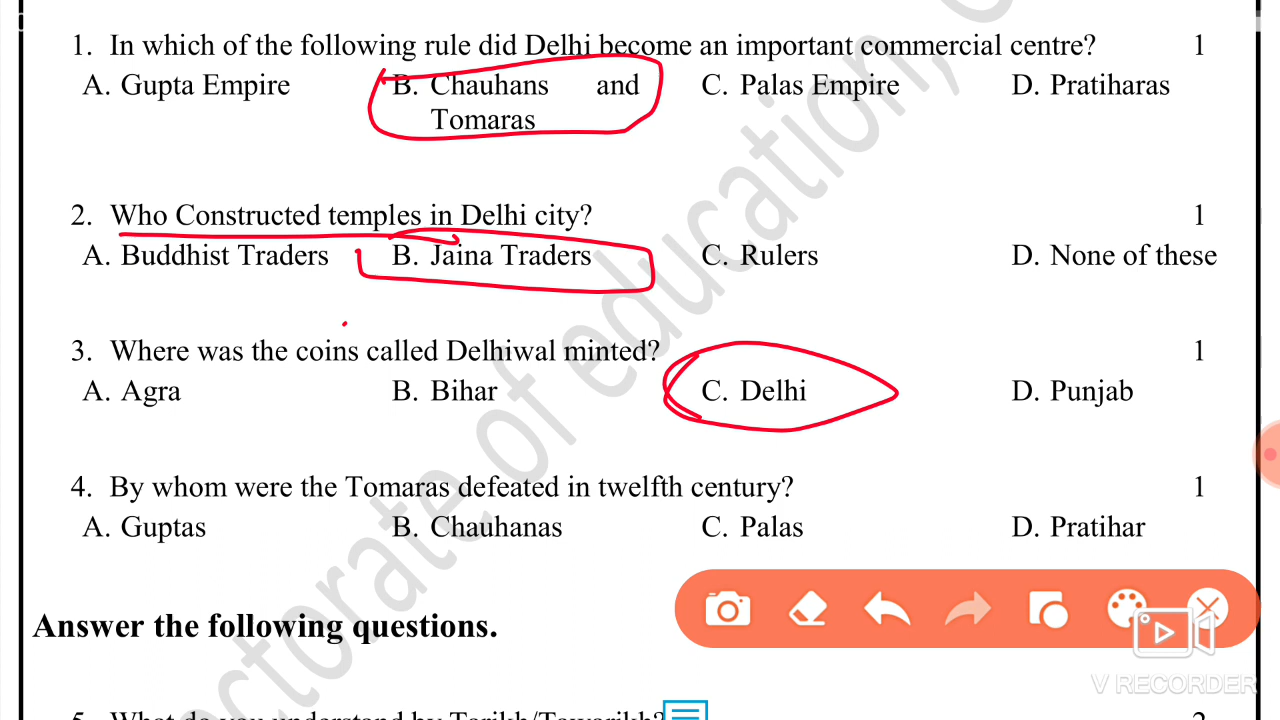 1. In which of the following rule did Delhi become an important commercial centre? 1
A. Gupta Empire B. Chauhans and C. Palas Empire D. Pratiharas
Tomaras
2. Who Constructed temples in Delhi city? 1
A. Buddhist Traders B. Jaina Traders C. Rulers D. None of these
3. Where was the coins called Delhiwal minted? 1
A. Agra B. Bihar C. Delhi D. Punjab
4. By whom were the Tomaras defeated in twelfth century? 1
A. Guptas B. Chauhanas C. Palas D. Pratihar
Answer the following questions.
5. What do you understand by Tarikh/Tawarikh? 2
ctorate of education,
V RECORDER